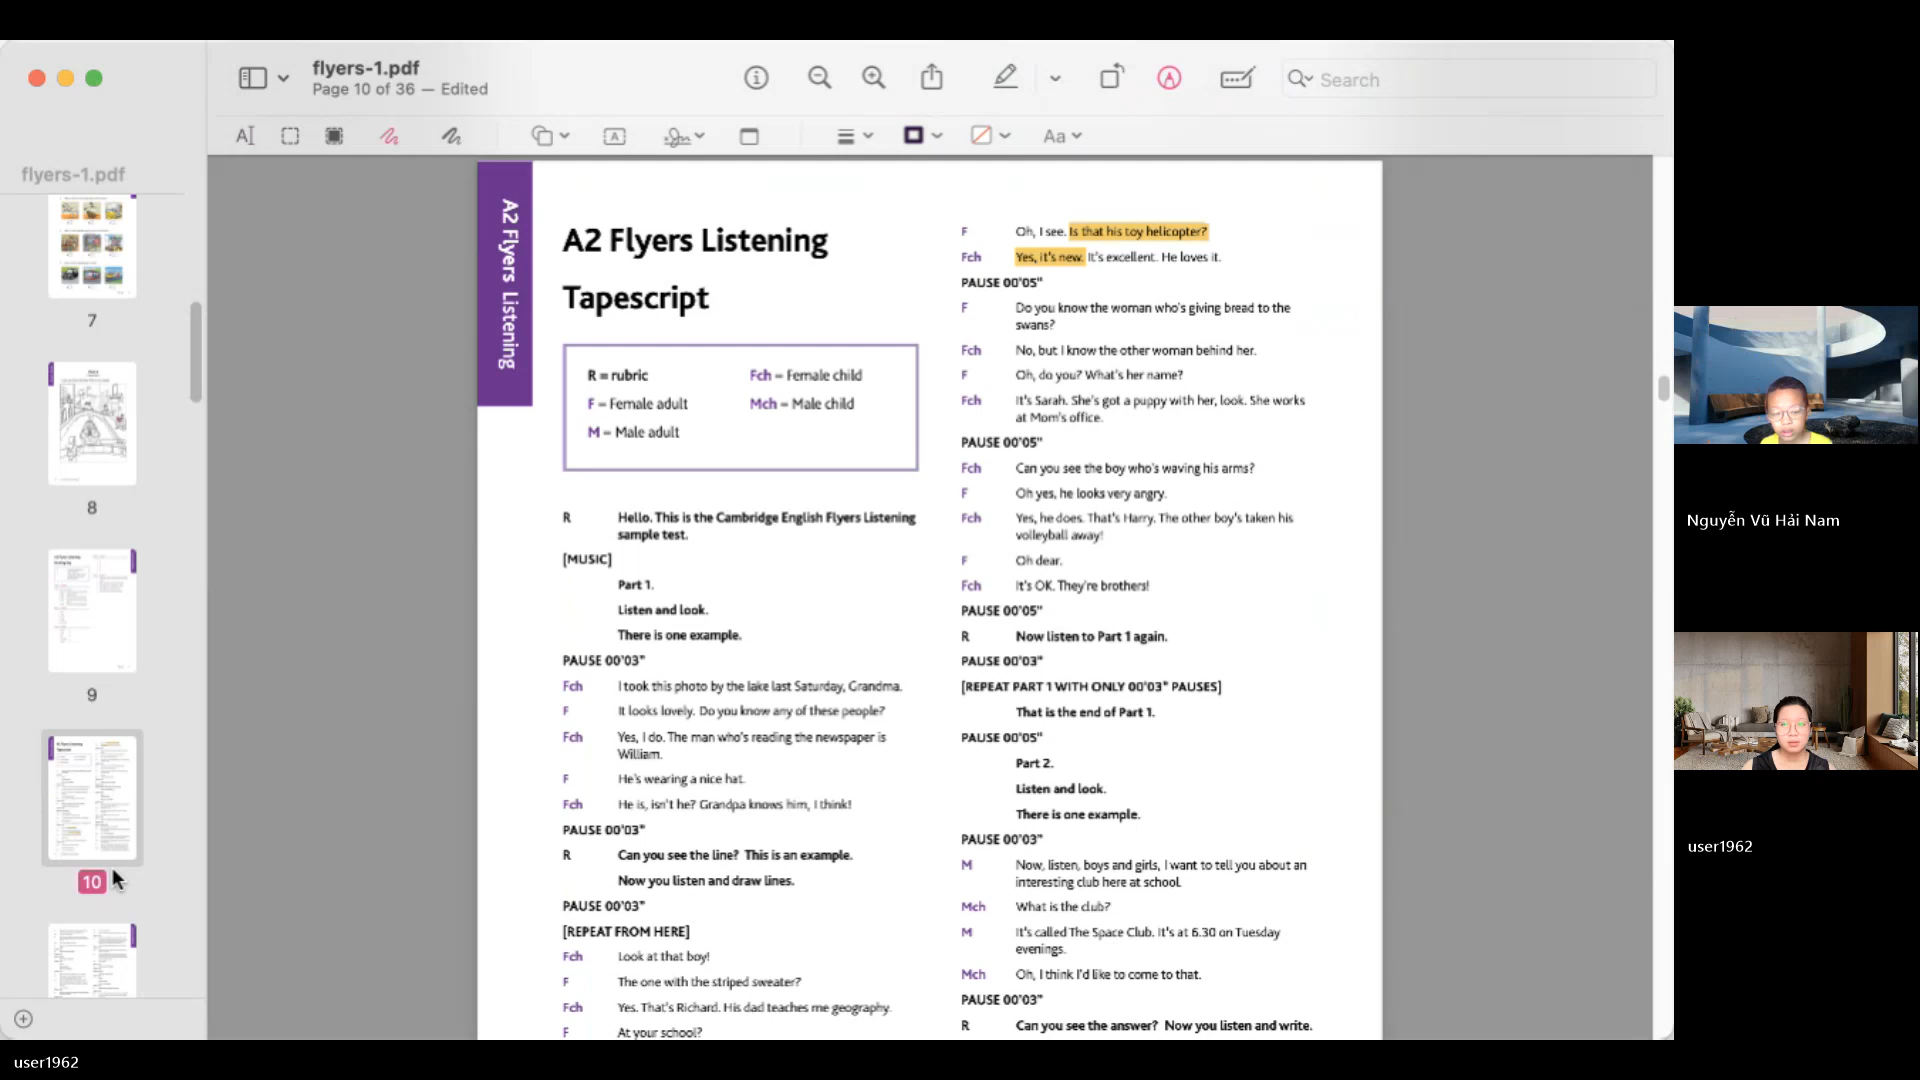 flyers-1.pdf
Page 10 of 36 — Edited
Search
flyers-1.pdf
7
8
9
10
A2 Flyers Listening
A2 Flyers Listening
Tapescript
R = rubric
Fch = Female child
F = Female adult
Mch = Male child
M = Male adult
R Hello. This is the Cambridge English Flyers Listening
sample test.
[MUSIC]
Part 1.
Listen and look.
There is one example.
PAUSE 00'03"
Fch I took this photo by the lake last Saturday, Grandma.
F It looks lovely. Do you know any of these people?
Fch Yes, I do. The man who's reading the newspaper is
William.
F He's wearing a nice hat.
Fch He is, isn't he? Grandpa knows him, I think!
PAUSE 00'03"
R Can you see the line? This is an example.
Now you listen and draw lines.
PAUSE 00'03"
[REPEAT FROM HERE]
Fch Look at that boy!
F The one with the striped sweater?
Fch Yes. That's Richard. His dad teaches me geography.
F At your school?
F Oh, I see. Is that his toy helicopter?
Fch Yes, it's new. It's excellent. He loves it.
PAUSE 00'05"
F Do you know the woman who's giving bread to the
swans?
Fch No, but I know the other woman behind her.
F Oh, do you? What's her name?
Fch It's Sarah. She's got a puppy with her, look. She works
at Mom's office.
PAUSE 00'05"
Fch Can you see the boy who's waving his arms?
F Oh yes, he looks very angry.
Fch Yes, he does. That's Harry. The other boy's taken his
volleyball away!
F Oh dear.
Fch It's OK. They're brothers!
PAUSE 00'05"
R Now listen to Part 1 again.
PAUSE 00'03"
[REPEAT PART 1 WITH ONLY 00'03" PAUSES]
That is the end of Part 1.
PAUSE 00'05"
Part 2.
Listen and look.
There is one example.
PAUSE 00'03"
M Now, listen, boys and girls, I want to tell you about an
interesting club here at school.
Mch What is the club?
M It's called The Space Club. It's at 6.30 on Tuesday
evenings.
Mch Oh, I think I'd like to come to that.
PAUSE 00'03"
R Can you see the answer? Now you listen and write.
Nguyễn Vũ Hải Nam
user1962
user1962